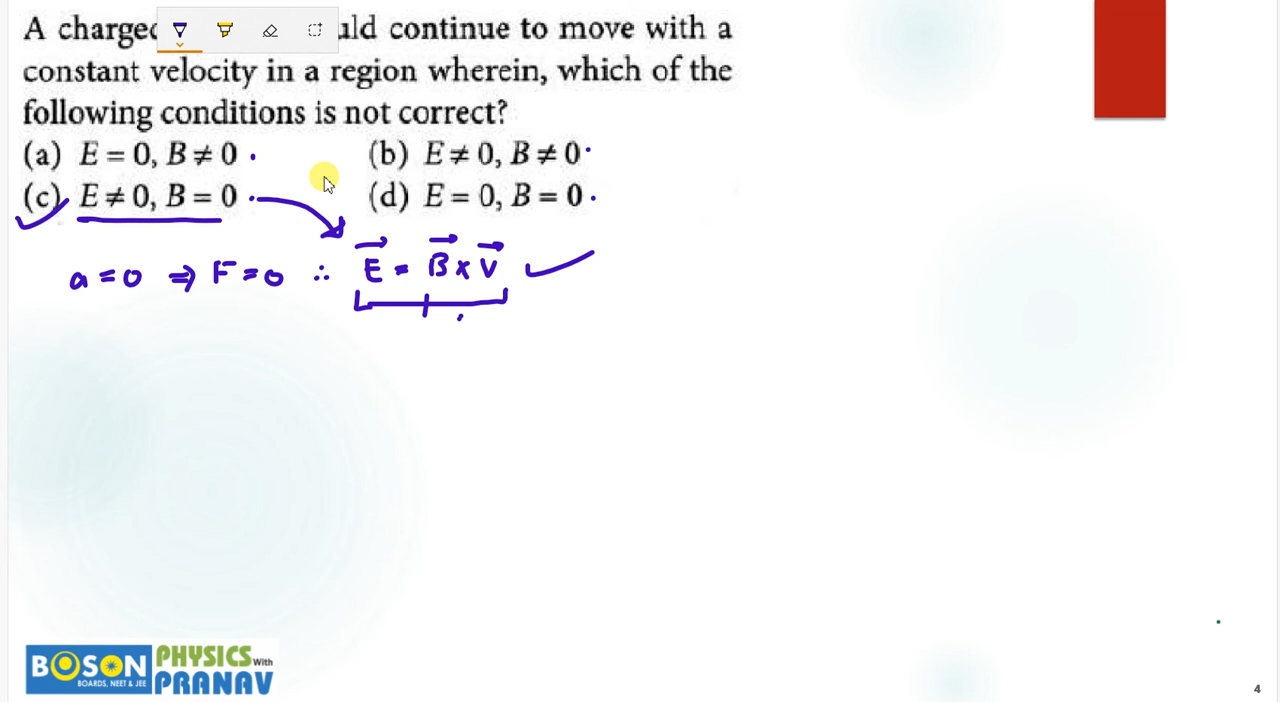 A charged uld continue to move with a
constant velocity in a region wherein, which of the
following conditions is not correct?
(a) E = 0, B ≠ 0 (b) E ≠ 0, B ≠ 0
(c) E ≠ 0, B = 0 (d) E = 0, B = 0
a = 0 ⇒ F = 0 ∴ E⃗ = B⃗ × V⃗
BOSON PHYSICS With
BOARDS, NEET & JEE PRANAV
4